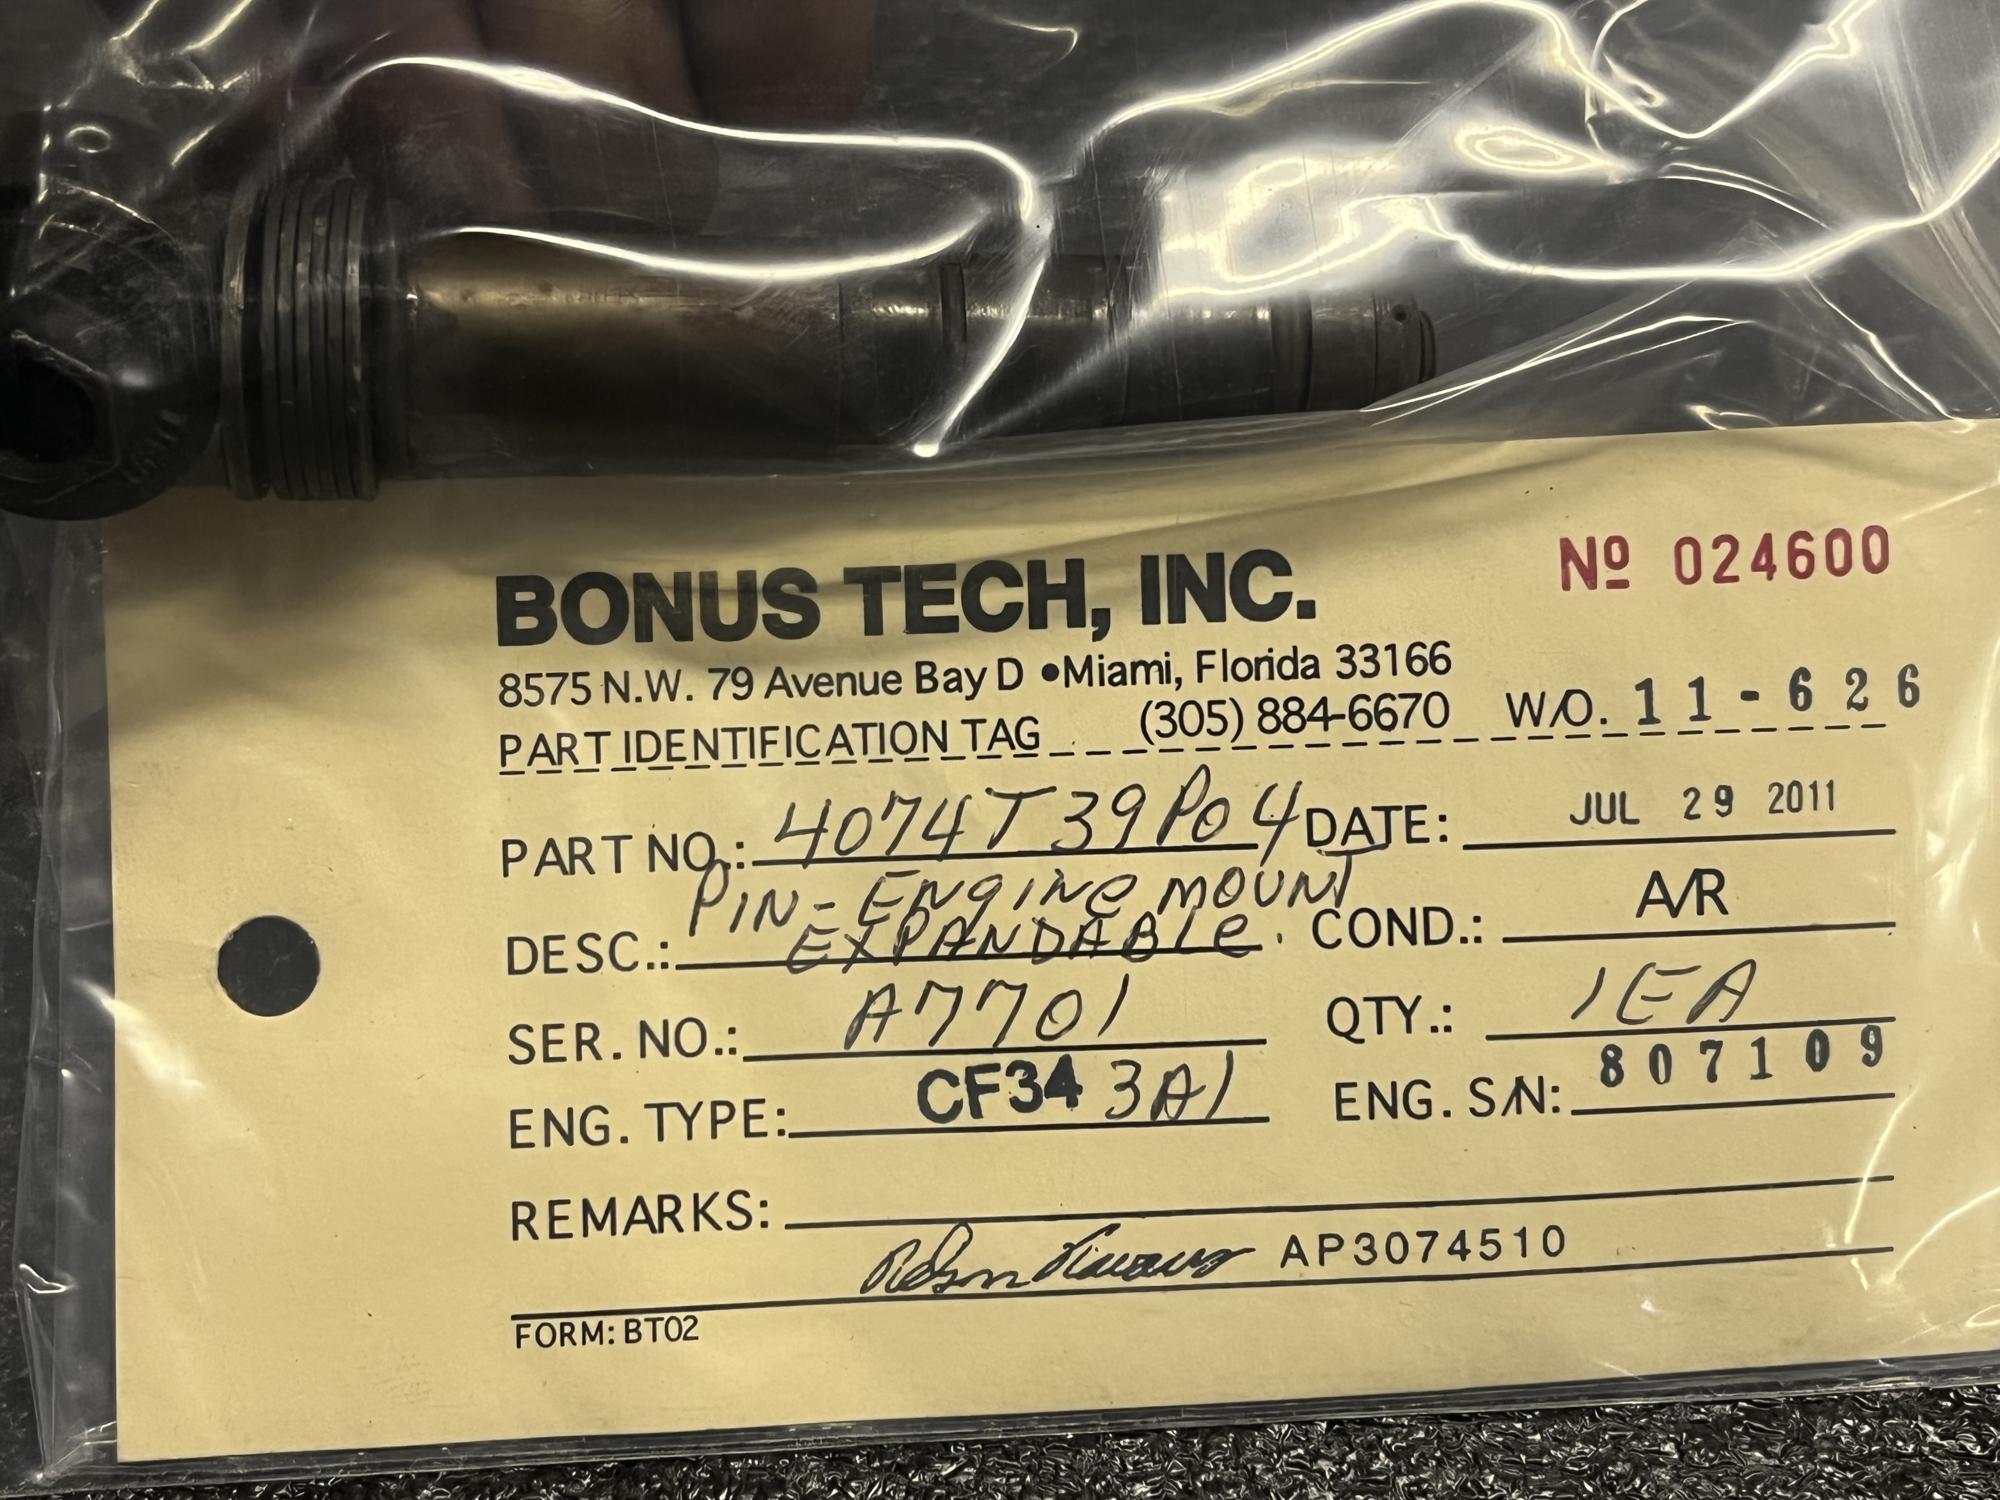 BONUS TECH, INC.
Nº 024600
8575 N.W. 79 Avenue Bay D •Miami, Florida 33166
PART IDENTIFICATION TAG (305) 884-6670 W/O. 11-626
PART NO.: 4074T39P04 DATE: JUL 29 2011
PIN-ENGINE MOUNT
DESC.: EXPANDABLE. COND.: A/R
SER. NO.: A7701 QTY.: 1EA
ENG. TYPE: CF34 3A1 ENG. S/N: 807109
REMARKS:
AP3074510
FORM: BT02